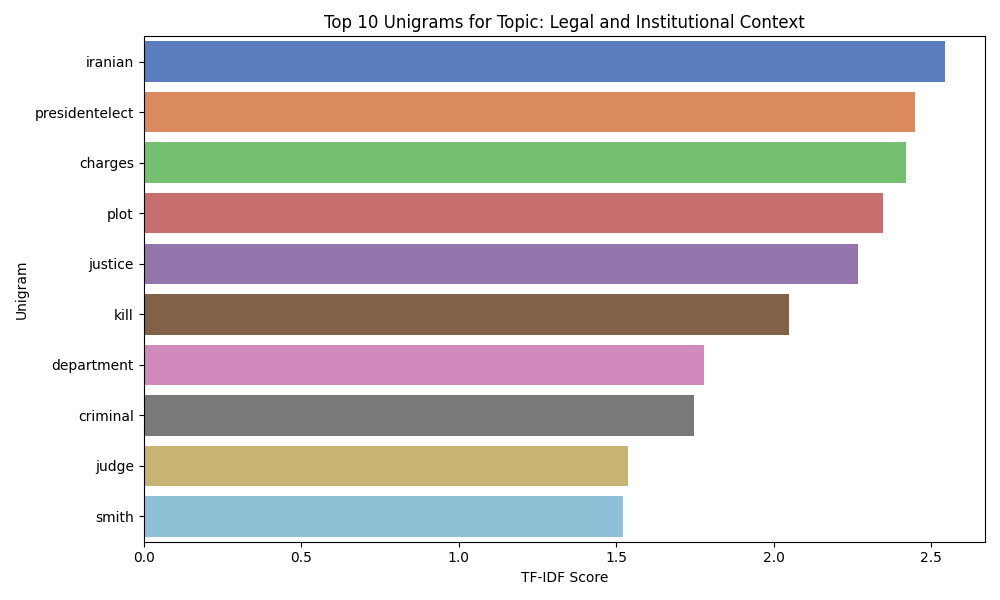 Top 10 Unigrams for Topic: Legal and Institutional Context
Unigram
iranian
presidentelect
charges
plot
justice
kill
department
criminal
judge
smith
0.0 0.5 1.0 1.5 2.0 2.5
TF-IDF Score